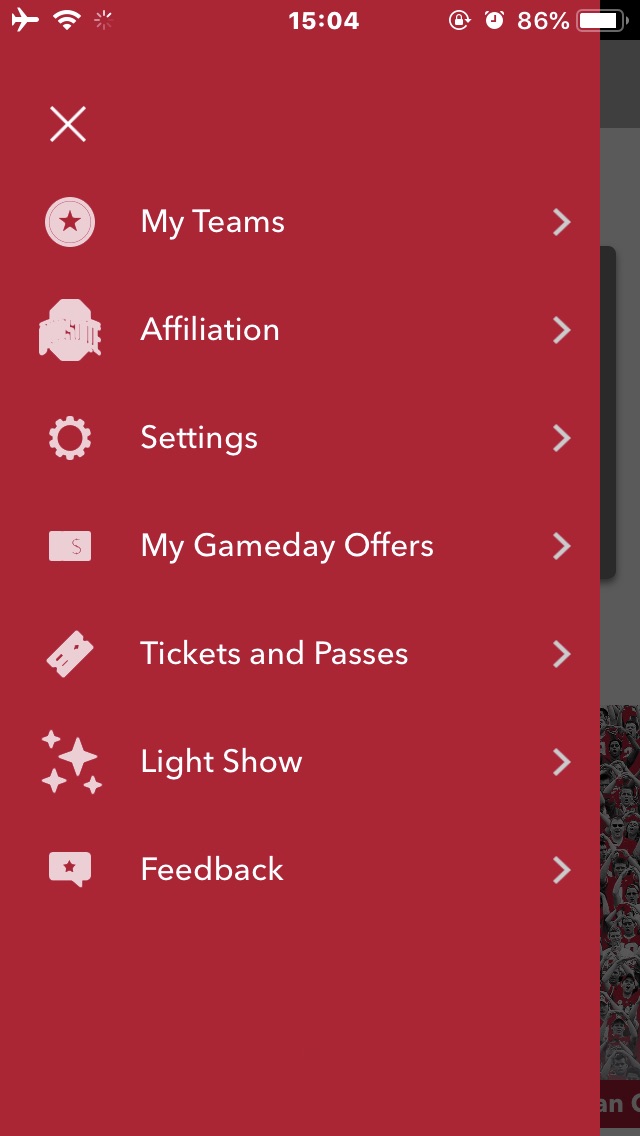 15:04
86%
My Teams
Affiliation
Settings
$
My Gameday Offers
Tickets and Passes
Light Show
Feedback
an